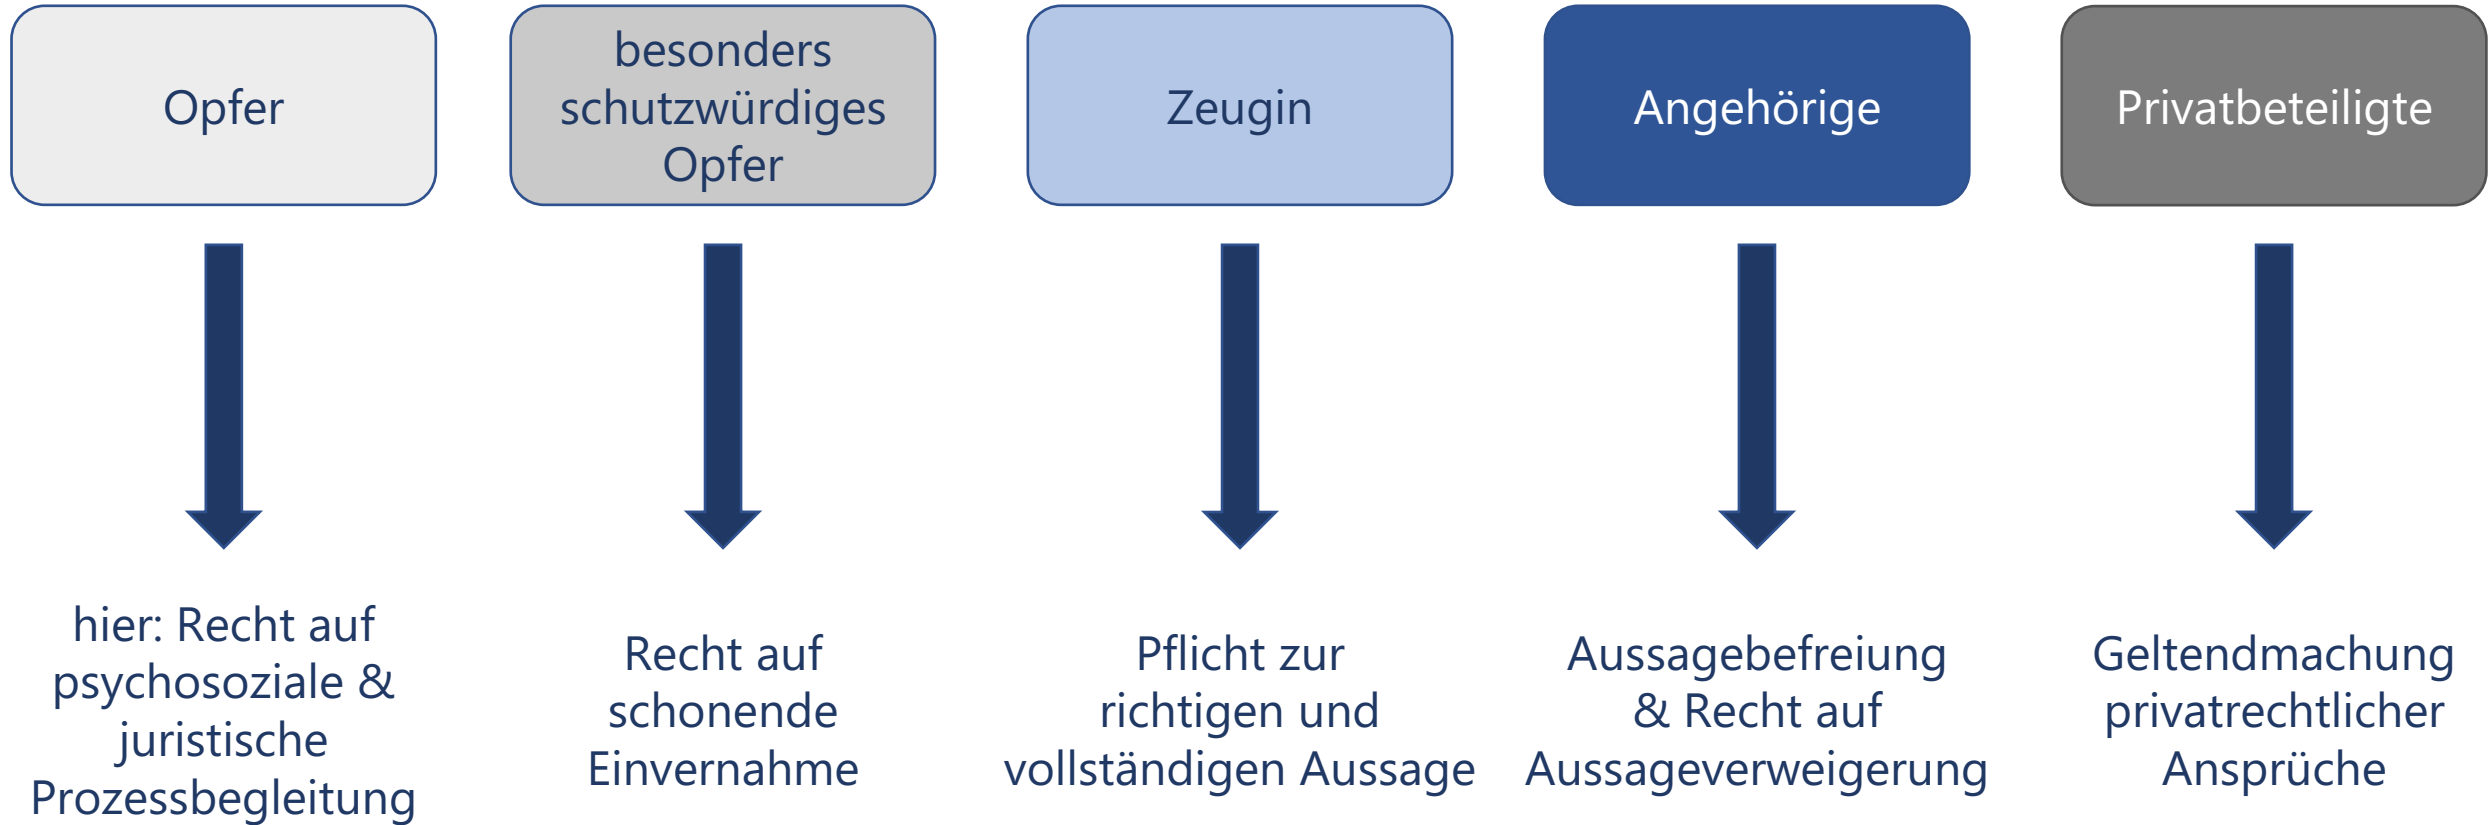 Opfer
besonders
schutzwürdiges
Opfer
Zeugin
Angehörige
Privatbeteiligte
hier: Recht auf
psychosoziale &
juristische
Prozessbegleitung
Recht auf
schonende
Einvernahme
Pflicht zur
richtigen und
vollständigen Aussage
Aussagebefreiung
& Recht auf
Aussageverweigerung
Geltendmachung
privatrechtlicher
Ansprüche